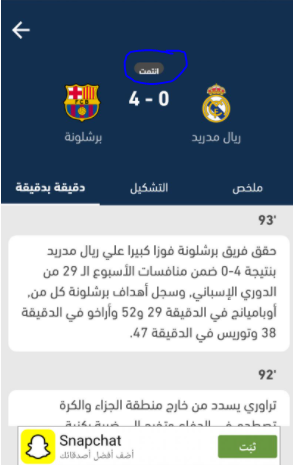 انتهت
4 - 0
ريال مدريد
برشلونة
ملخص
التشكيل
دقيقة بدقيقة
93'
حقق فريق برشلونة فوزا كبيرا علي ريال مدريد
بنتيجة 4-0 ضمن منافسات الأسبوع الـ 29 من
الدوري الإسباني, وسجل أهداف برشلونة كل من,
أوباميانج في الدقيقة 29 و52 وأراخو في الدقيقة
38 وتوريس في الدقيقة 47.
92'
تراوري يسدد من خارج منطقة الجزاء والكرة
Snapchat
أضف أفضل أصدقائك
ثبت